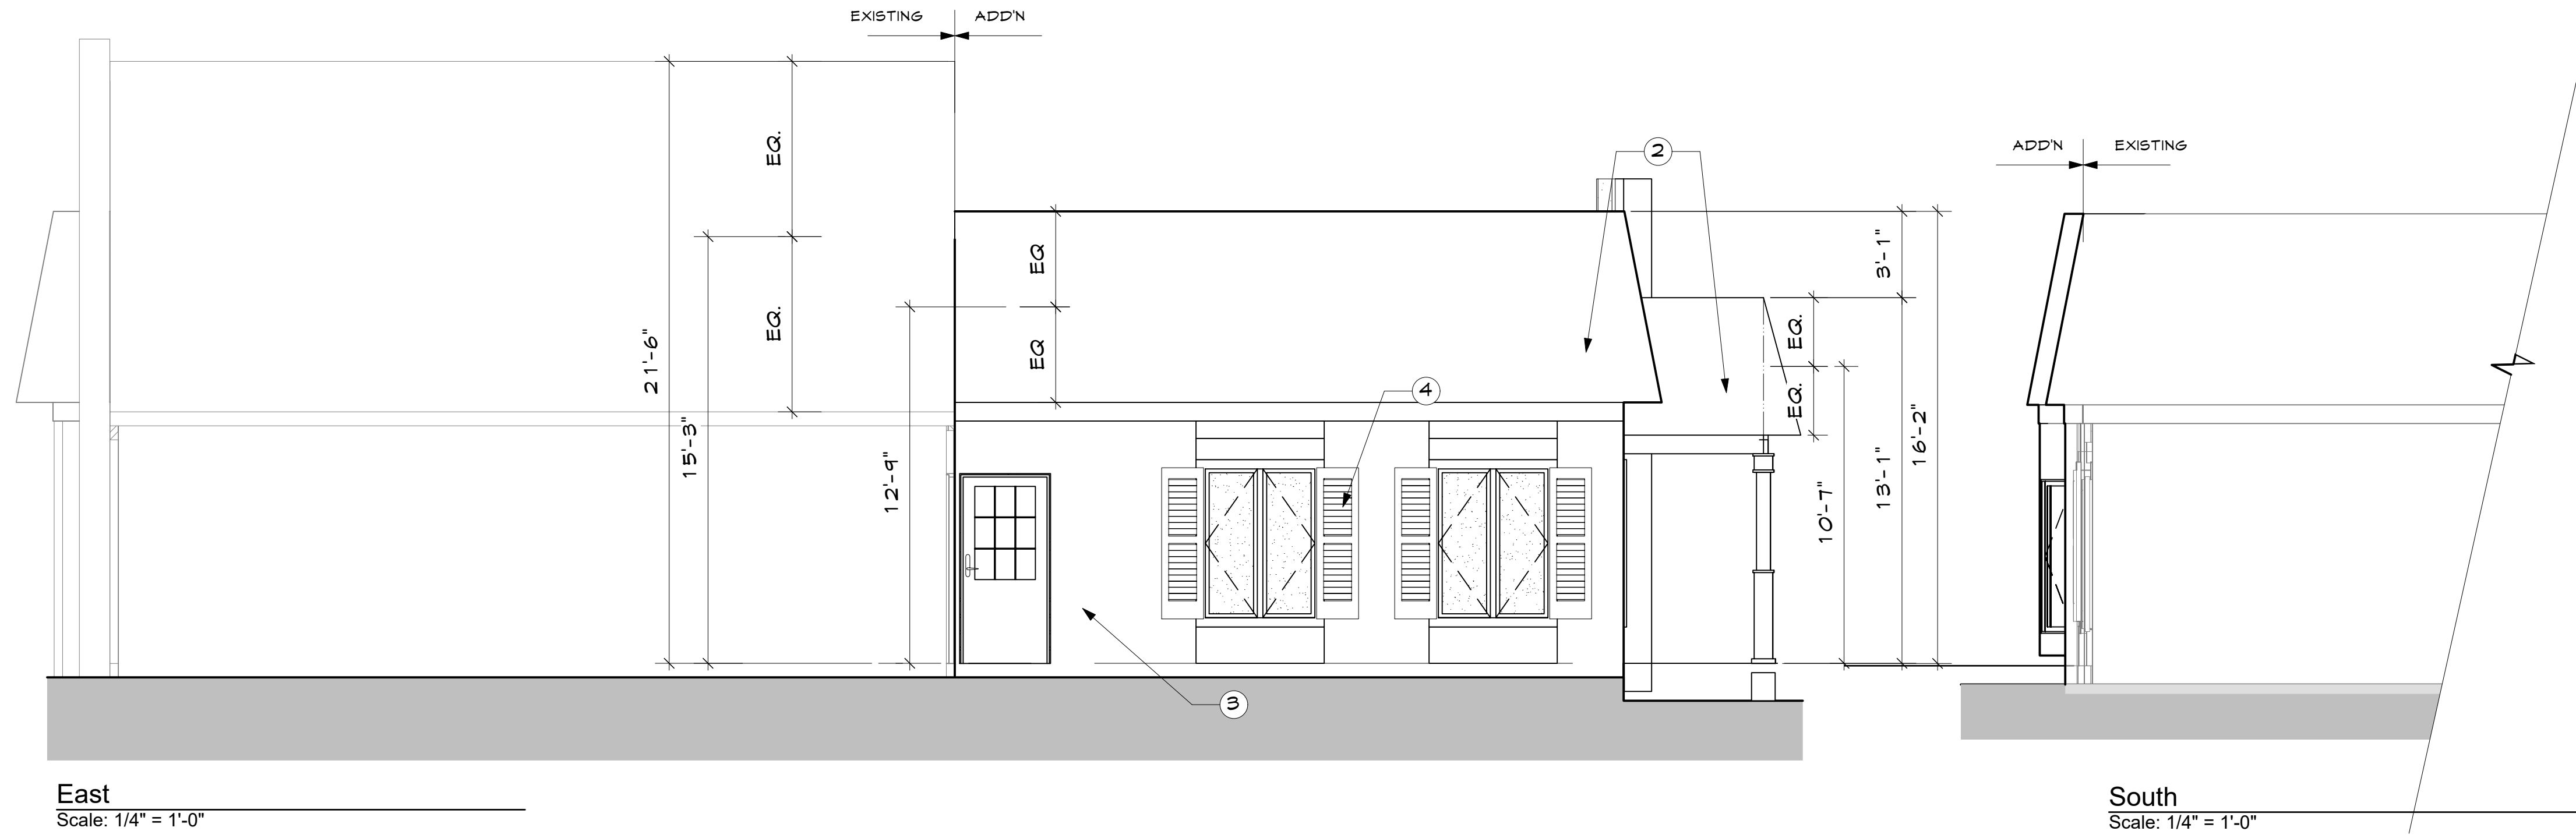 EXISTING ADD'N
2
ADD'N EXISTING
EQ.
EQ
3'-1"
EQ.
EQ.
21'-6"
EQ
4
EQ.
15'-3"
12'-9"
16'-2"
13'-1"
10'-7"
3
East
Scale: 1/4" = 1'-0"
South
Scale: 1/4" = 1'-0"